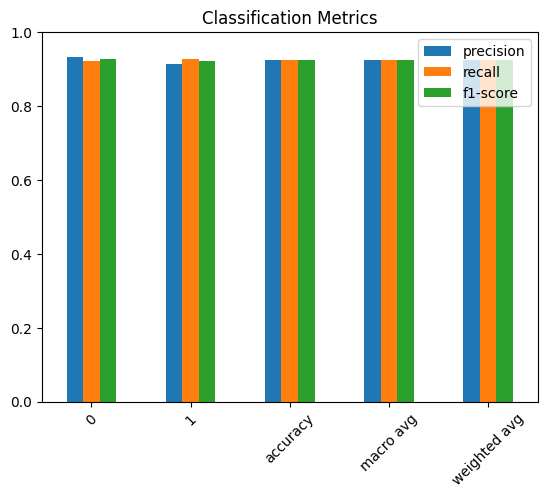 Classification Metrics
1.0
0.8
0.6
0.4
0.2
0.0
precision
recall
f1-score
0
1
accuracy
macro avg
weighted avg